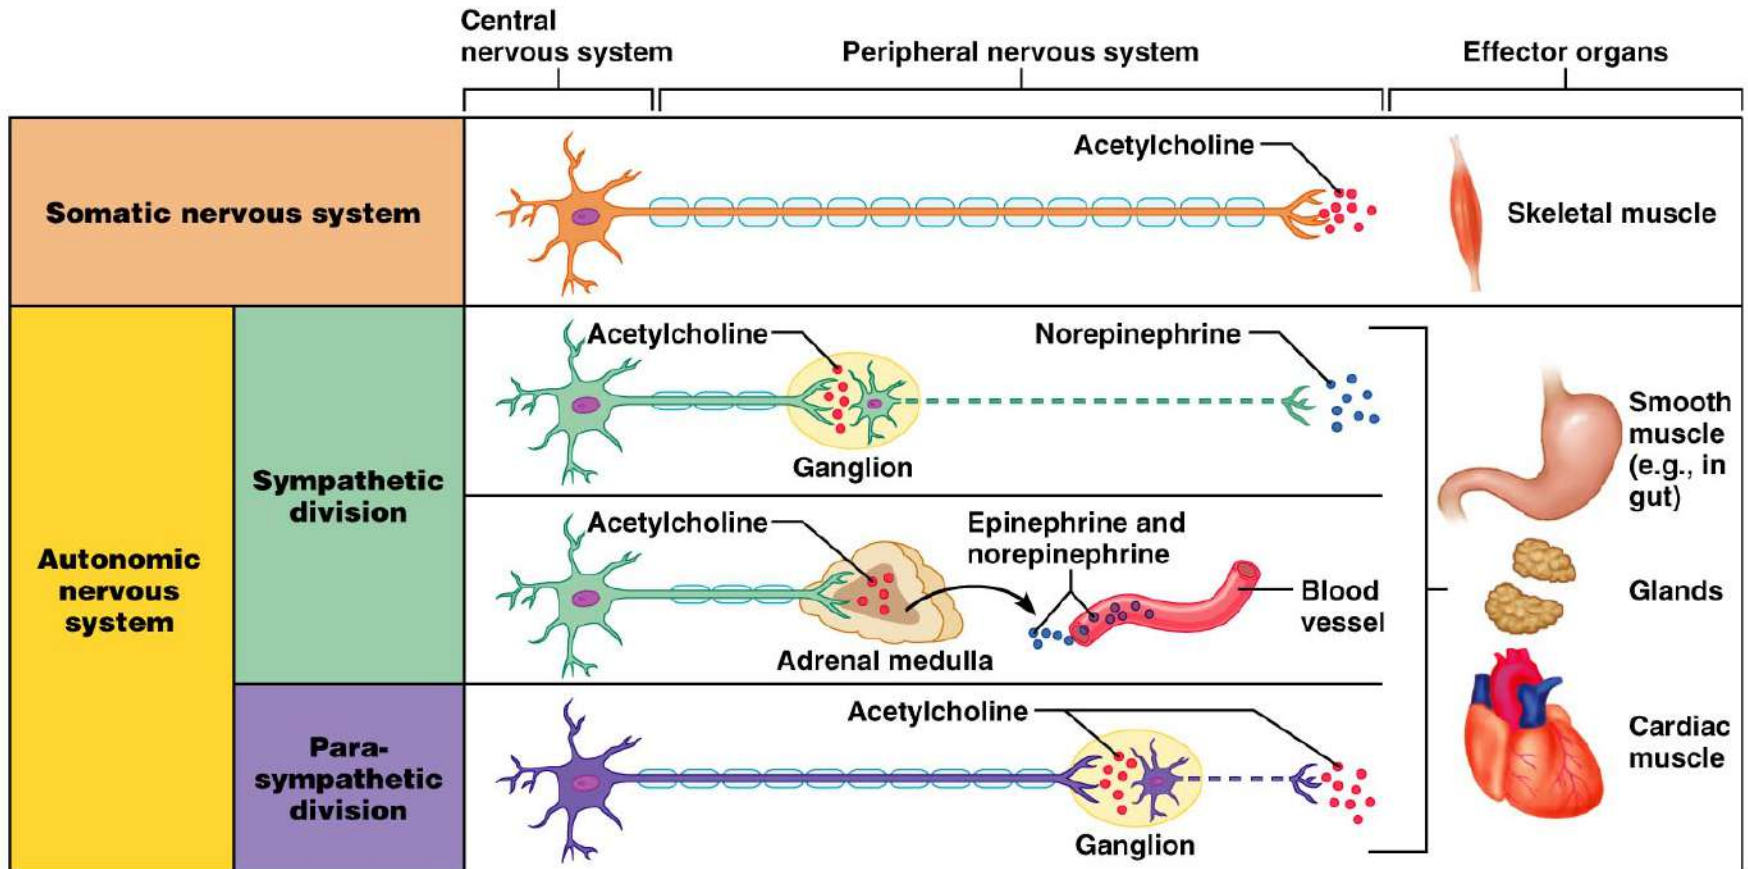 Central
nervous system
Peripheral nervous system
Effector organs
Somatic nervous system
Acetylcholine
Skeletal muscle
Autonomic
nervous
system
Sympathetic
division
Acetylcholine
Ganglion
Norepinephrine
Acetylcholine
Adrenal medulla
Epinephrine and
norepinephrine
Blood
vessel
Para-
sympathetic
division
Acetylcholine
Ganglion
Smooth
muscle
(e.g., in
gut)
Glands
Cardiac
muscle